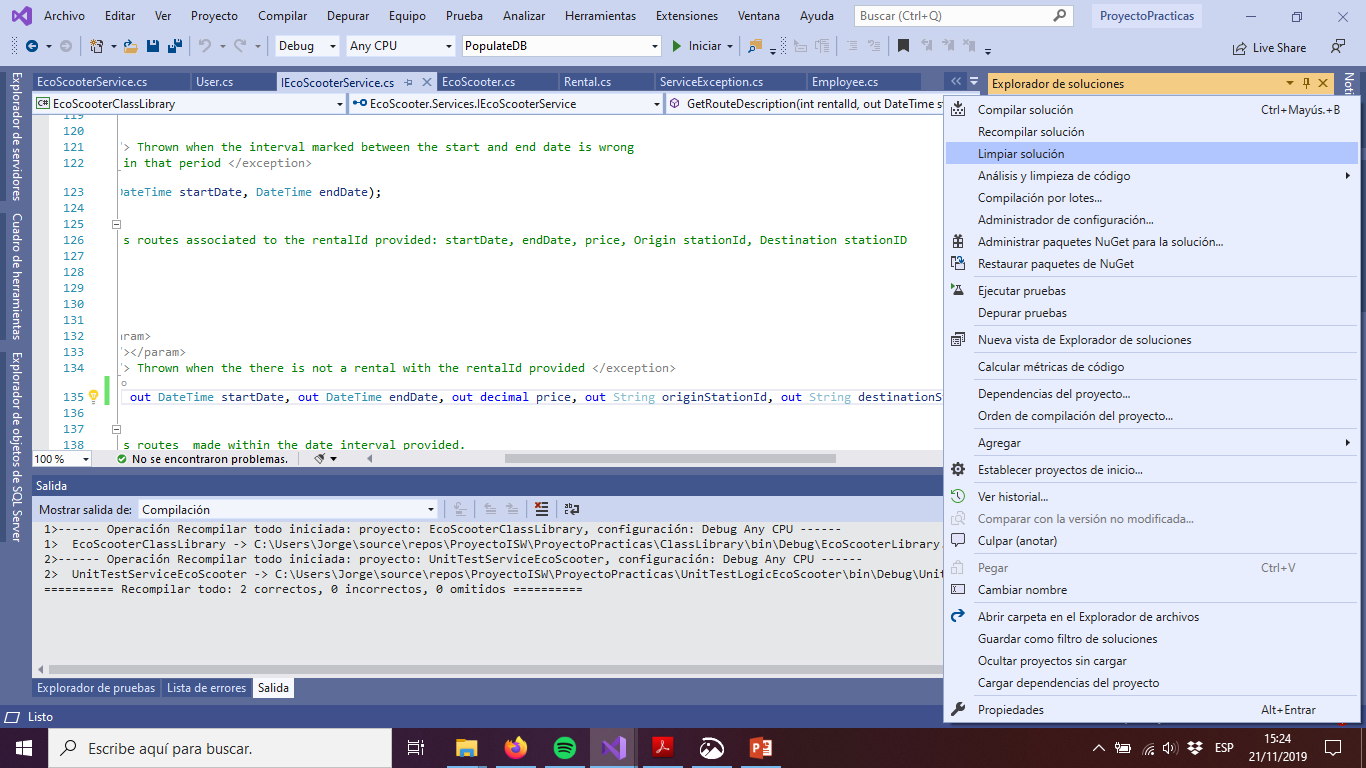 Archivo Editar Ver Proyecto Compilar Depurar Equipo Prueba Analizar Herramientas Extensiones Ventana Ayuda Buscar (Ctrl+Q) ProyectoPracticas
Debug Any CPU PopulateDB Iniciar Live Share
Explorador de servidores
Cuadro de herramientas
Explorador de objetos de SQL Server
EcoScooterService.cs User.cs IEcoScooterService.cs EcoScooter.cs Rental.cs ServiceException.cs Employee.cs
EcoScooterClassLibrary EcoScooter.Services.IEcoScooterService GetRouteDescription(int rentalId, out DateTime st
119
120
121 "> Thrown when the interval marked between the start and end date is wrong
122 in that period </exception>
123 DateTime startDate, DateTime endDate);
124
125
126 s routes associated to the rentalId provided: startDate, endDate, price, Origin stationId, Destination stationID
127
128
129
130
131
132 ram>
133 "></param>
134 "> Thrown when the there is not a rental with the rentalId provided </exception>
135 out DateTime startDate, out DateTime endDate, out decimal price, out String originStationId, out String destinationS
136
137
138 s routes  made within the date interval provided.
100 % No se encontraron problemas.
Salida
Mostrar salida de: Compilación
1>------ Operación Recompilar todo iniciada: proyecto: EcoScooterClassLibrary, configuración: Debug Any CPU ------
1>  EcoScooterClassLibrary -> C:\Users\Jorge\source\repos\ProyectoISW\ProyectoPracticas\ClassLibrary\bin\Debug\EcoScooterLibrary.
2>------ Operación Recompilar todo iniciada: proyecto: UnitTestServiceEcoScooter, configuración: Debug Any CPU ------
2>  UnitTestServiceEcoScooter -> C:\Users\Jorge\source\repos\ProyectoISW\ProyectoPracticas\UnitTestLogicEcoScooter\bin\Debug\Unit
========== Recompilar todo: 2 correctos, 0 incorrectos, 0 omitidos ==========
Explorador de pruebas Lista de errores Salida
Listo
Explorador de soluciones
Noti
Compilar solución Ctrl+Mayús.+B
Recompilar solución
Limpiar solución
Análisis y limpieza de código
Compilación por lotes...
Administrador de configuración...
Administrar paquetes NuGet para la solución...
Restaurar paquetes de NuGet
Ejecutar pruebas
Depurar pruebas
Nueva vista de Explorador de soluciones
Calcular métricas de código
Dependencias del proyecto...
Orden de compilación del proyecto...
Agregar
Establecer proyectos de inicio...
Ver historial...
Comparar con la versión no modificada...
Culpar (anotar)
Pegar Ctrl+V
Cambiar nombre
Abrir carpeta en el Explorador de archivos
Guardar como filtro de soluciones
Ocultar proyectos sin cargar
Cargar dependencias del proyecto
Propiedades Alt+Entrar
Escribe aquí para buscar.
ESP
15:24
21/11/2019